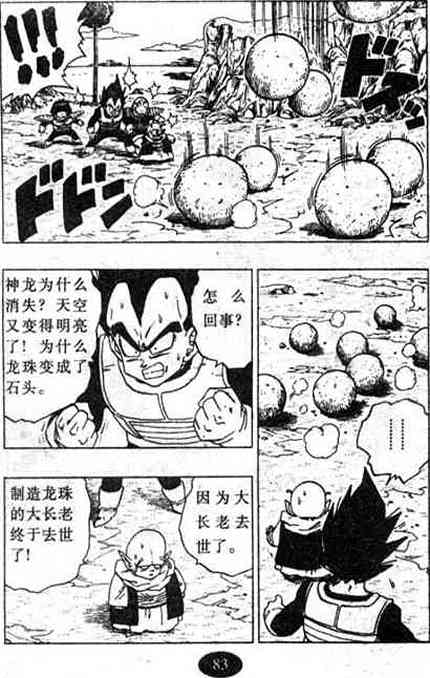 ドスン
!!!
ドドン
……
……
怎么
回事?
神龙为什么
消失?天空
又变得明亮
了!为什么
龙珠变成了
石头。
因为大
长老去
世了。
制造龙珠
的大长老
终于去世
了!
83